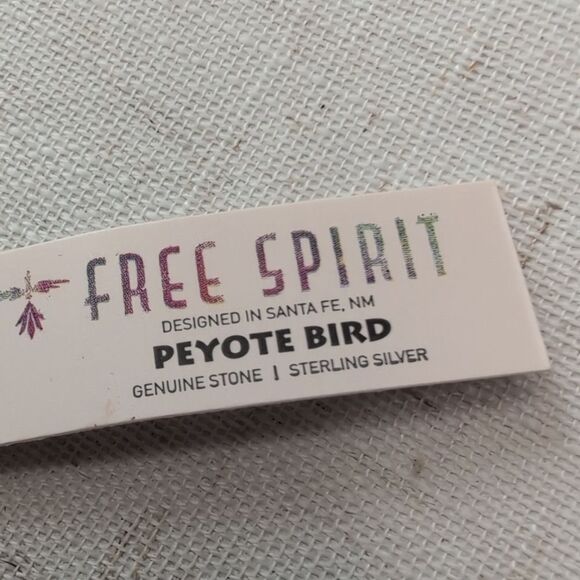 FREE SPIRIT
DESIGNED IN SANTA FE, NM
PEYOTE BIRD
GENUINE STONE | STERLING SILVER